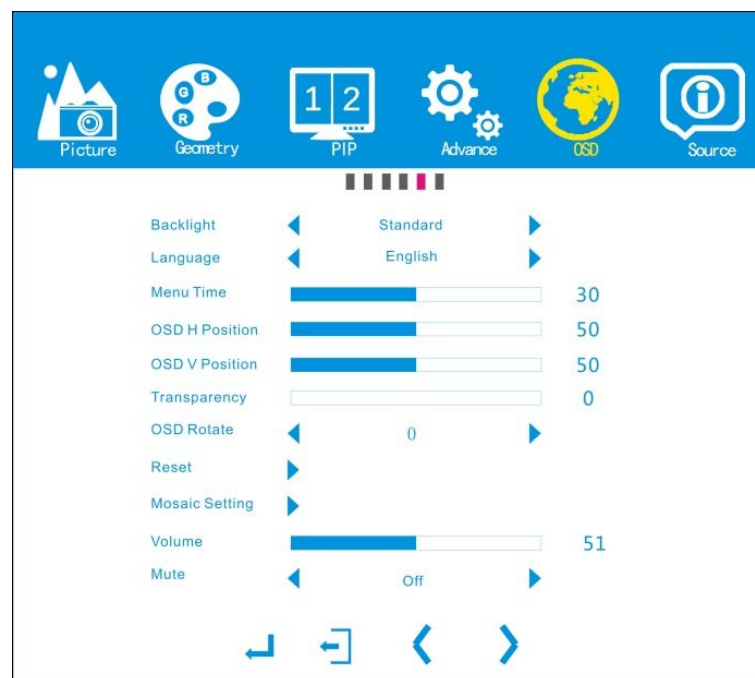 B
G
R
1 2
Picture Geometry PIP Advance OSD Source
Backlight Standard
Language English
Menu Time 30
OSD H Position 50
OSD V Position 50
Transparency 0
OSD Rotate 0
Reset
Mosaic Setting
Volume 51
Mute Off